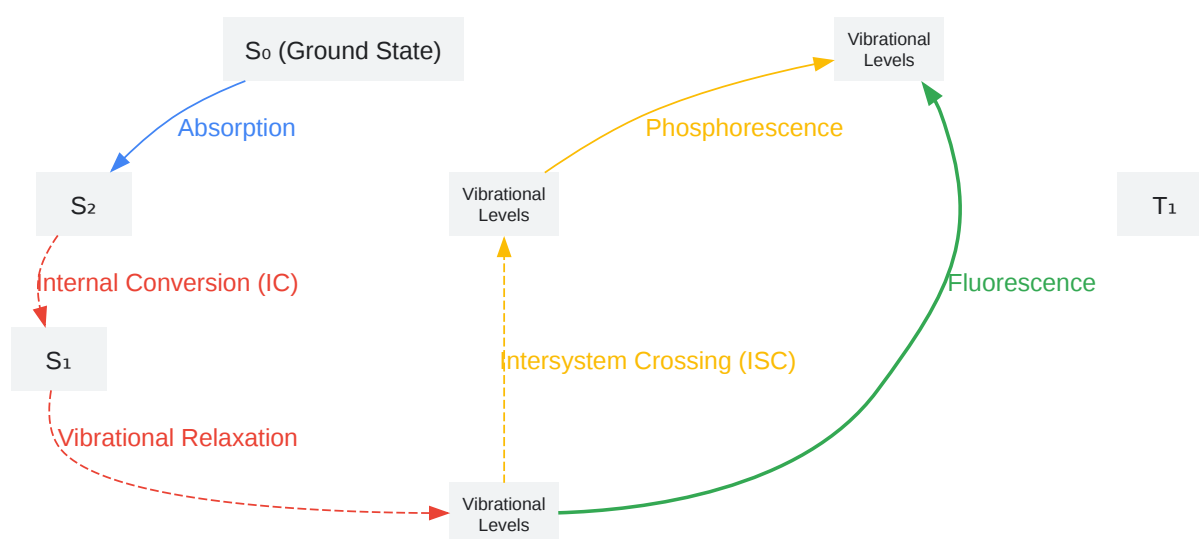 S₀ (Ground State)
Vibrational
Levels
Absorption
Phosphorescence
S₂
Vibrational
Levels
T₁
Internal Conversion (IC)
Fluorescence
S₁
Intersystem Crossing (ISC)
Vibrational Relaxation
Vibrational
Levels